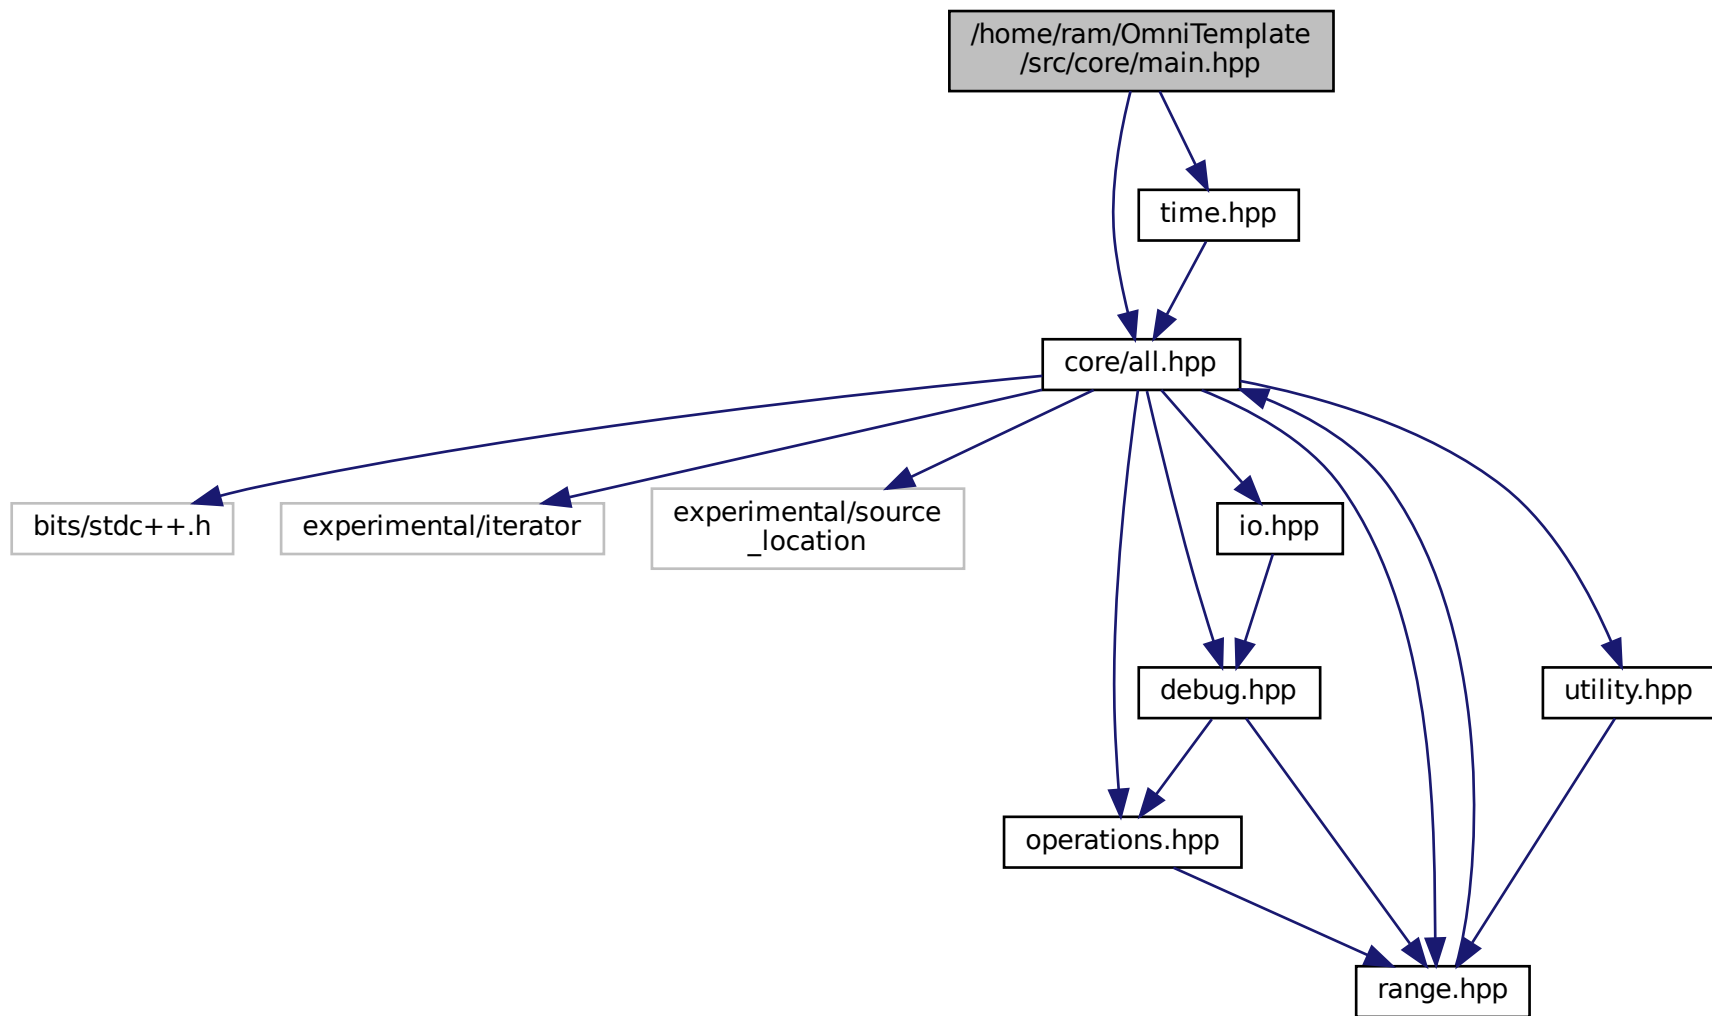 /home/ram/OmniTemplate
/src/core/main.hpp
time.hpp
core/all.hpp
bits/stdc++.h
experimental/iterator
experimental/source
_location
io.hpp
debug.hpp
utility.hpp
operations.hpp
range.hpp